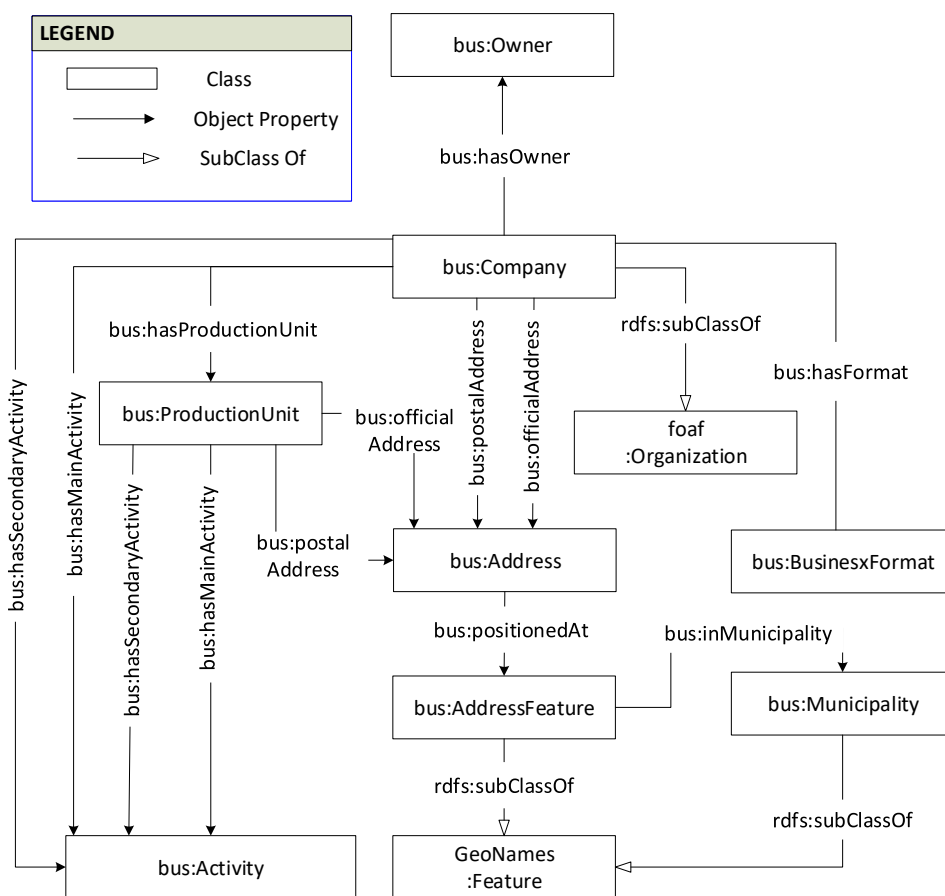 LEGEND
Class
Object Property
SubClass Of
bus:Owner
bus:hasOwner
bus:Company
rdfs:subClassOf
bus:hasProductionUnit
bus:hasFormat
bus:ProductionUnit
bus:official
Address
bus:postalAddress
bus:officialAddress
foaf
:Organization
bus:hasSecondaryActivity
bus:hasMainActivity
bus:hasSecondaryActivity
bus:hasMainActivity
bus:postal
Address
bus:Address
bus:BusinesxFormat
bus:positionedAt
bus:inMunicipality
bus:AddressFeature
bus:Municipality
rdfs:subClassOf
rdfs:subClassOf
bus:Activity
GeoNames
:Feature